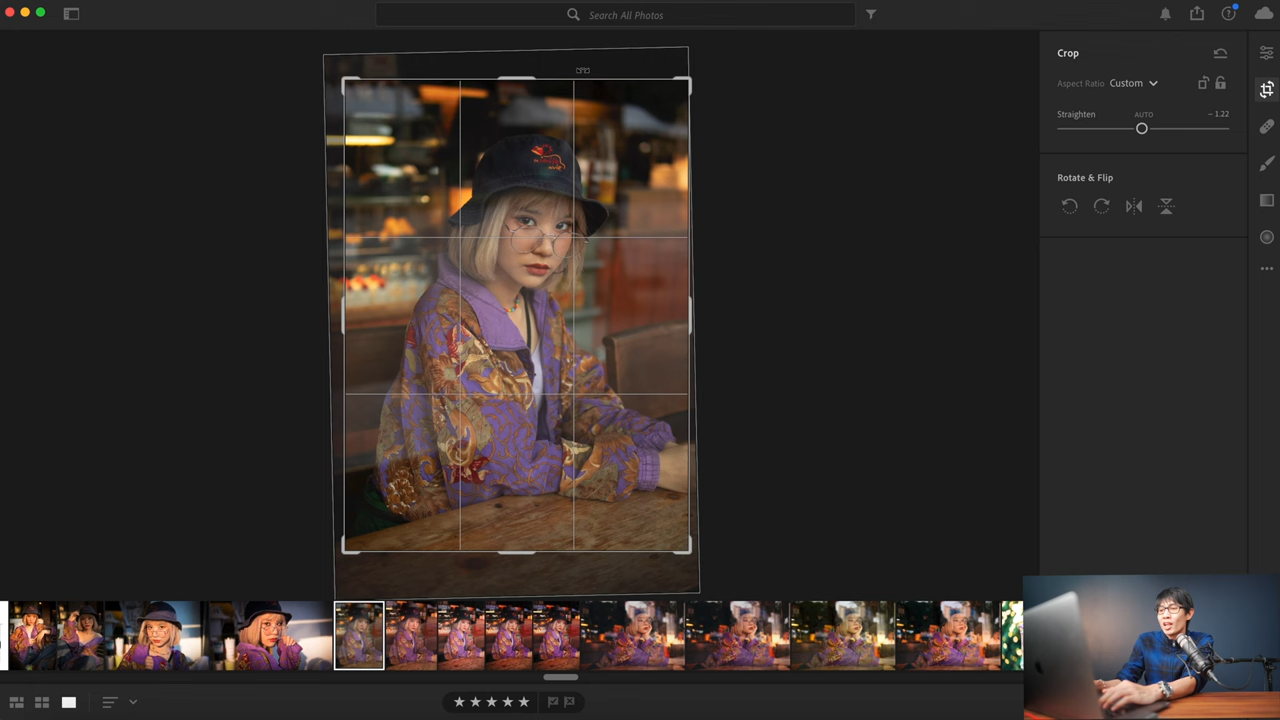 Search All Photos
Crop
Aspect Ratio Custom
Straighten AUTO - 1.22
Rotate & Flip